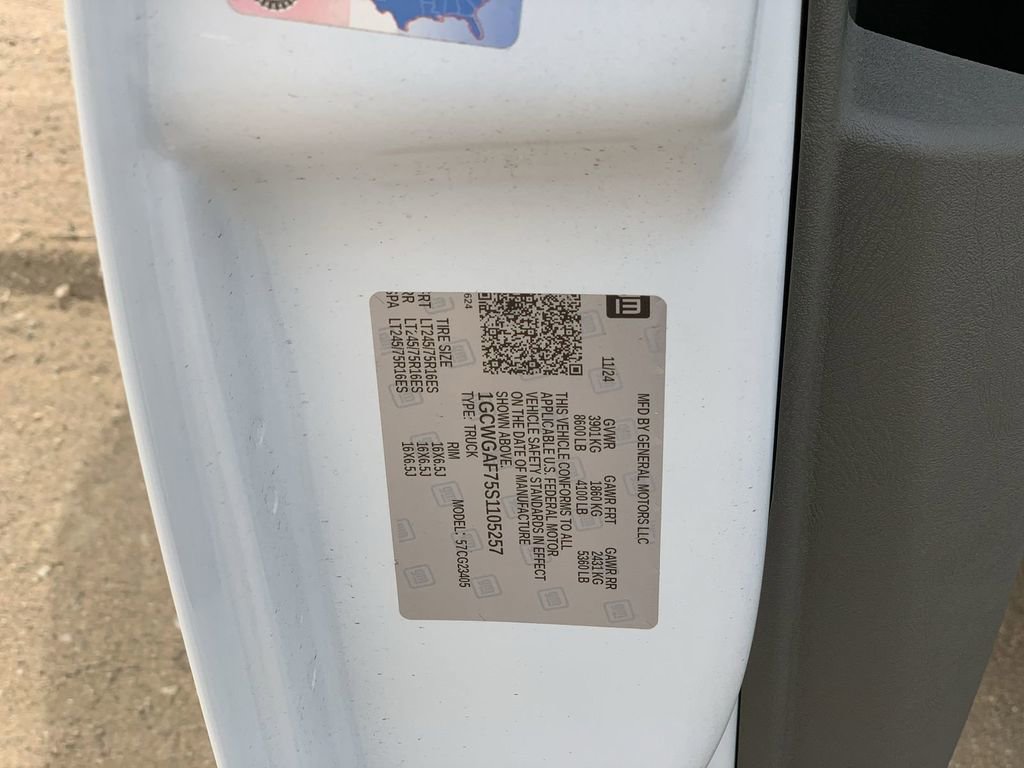 GM
MFD BY GENERAL MOTORS LLC
11/24 GVWR GAWR FRT GAWR RR
3901 KG 1860 KG 2431 KG
8600 LB 4100 LB 5360 LB
THIS VEHICLE CONFORMS TO ALL
APPLICABLE U.S. FEDERAL MOTOR
VEHICLE SAFETY STANDARDS IN EFFECT
ON THE DATE OF MANUFACTURE
SHOWN ABOVE.
1GCWGAF75S1105257
624
TYPE: TRUCK MODEL: 57CG23405
TIRE SIZE RIM
FRT LT245/75R16ES 16X6.5J
RR LT245/75R16ES 16X6.5J
SPA LT245/75R16ES